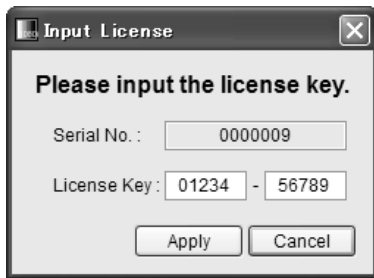 Input License
Please input the license key.
Serial No. : 0000009
License Key : 01234 - 56789
Apply Cancel